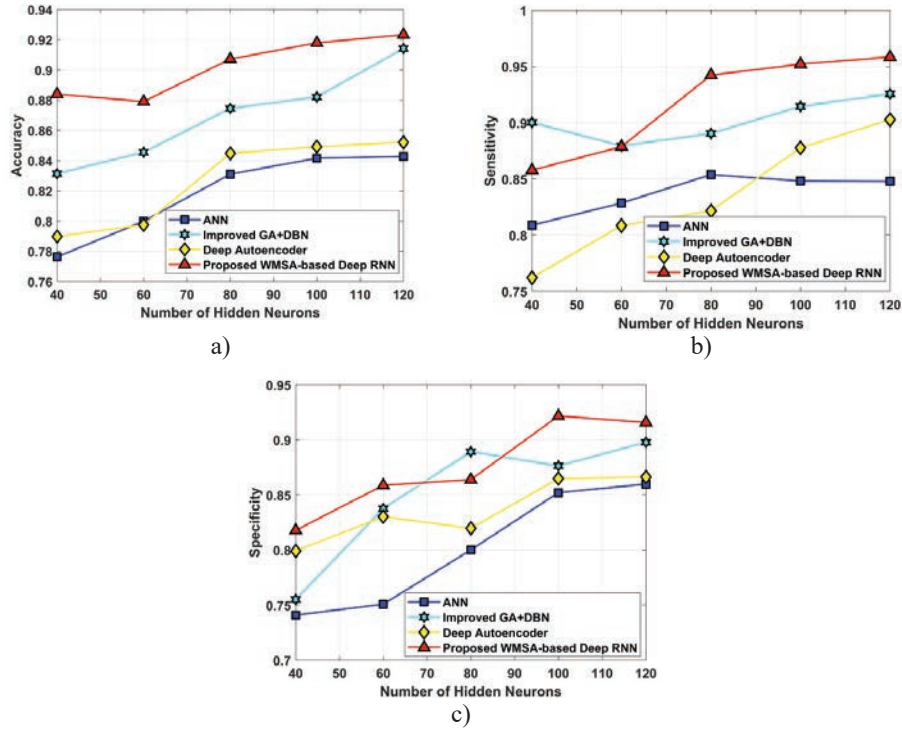 0.94
0.92
0.9
0.88
0.86
0.84
0.82
0.8
0.78
0.76
Accuracy
ANN
Improved GA+DBN
Deep Autoencoder
Proposed WMSA-based Deep RNN
40 50 60 70 80 90 100 110 120
Number of Hidden Neurons
a)
1
0.95
0.9
0.85
0.8
0.75
Sensitivity
ANN
Improved GA+DBN
Deep Autoencoder
Proposed WMSA-based Deep RNN
40 50 60 70 80 90 100 110 120
Number of Hidden Neurons
b)
0.95
0.9
0.85
0.8
0.75
0.7
Specificity
ANN
Improved GA+DBN
Deep Autoencoder
Proposed WMSA-based Deep RNN
40 50 60 70 80 90 100 110 120
Number of Hidden Neurons
c)